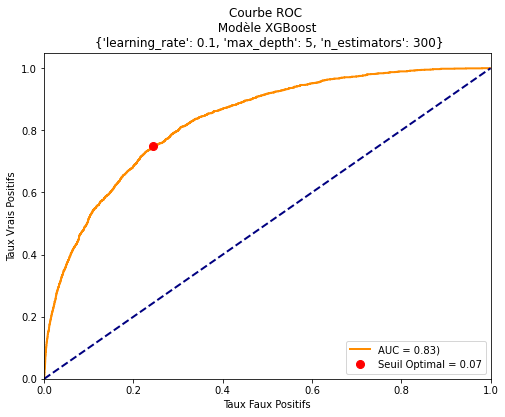 Courbe ROC
Modèle XGBoost
{'learning_rate': 0.1, 'max_depth': 5, 'n_estimators': 300}
1.0
0.8
0.6
0.4
0.2
0.0
Taux Vrais Positifs
AUC = 0.83)
Seuil Optimal = 0.07
0.0
0.2
0.4
0.6
0.8
1.0
Taux Faux Positifs